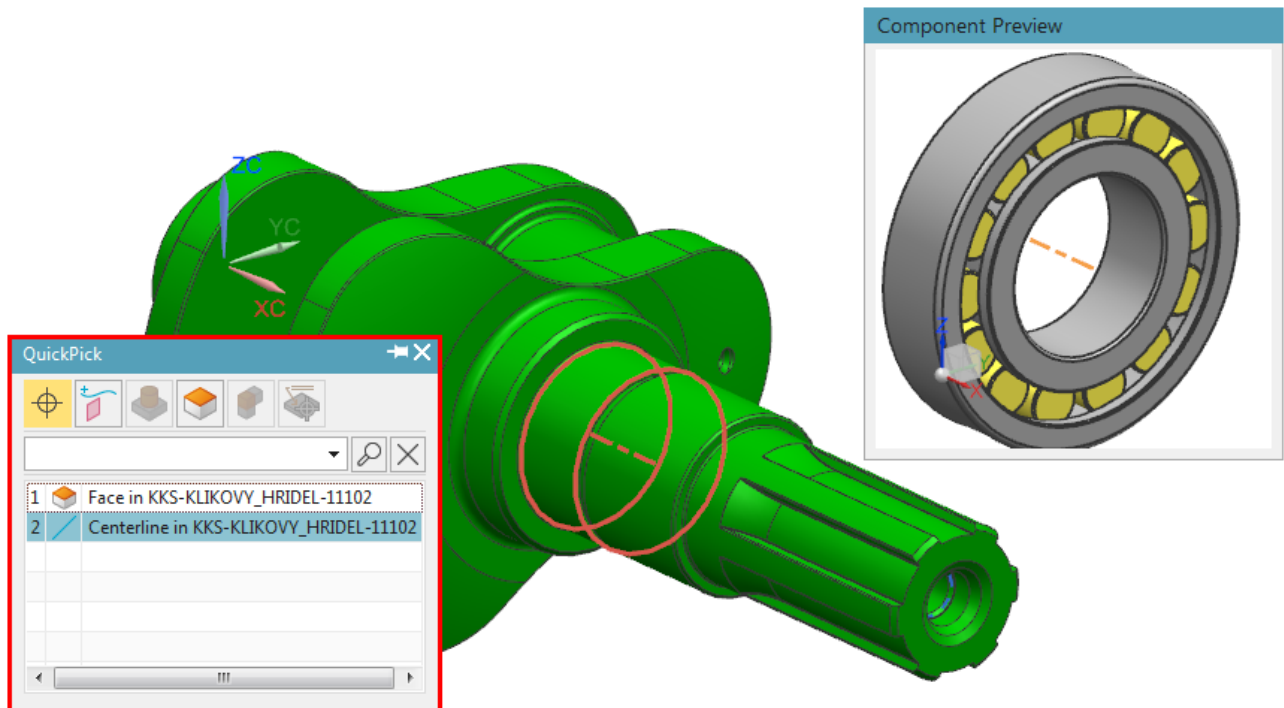 Component Preview
ZC
YC
XC
Z
Y
X
QuickPick
1 Face in KKS-KLIKOVY_HRIDEL-11102
2 Centerline in KKS-KLIKOVY_HRIDEL-11102